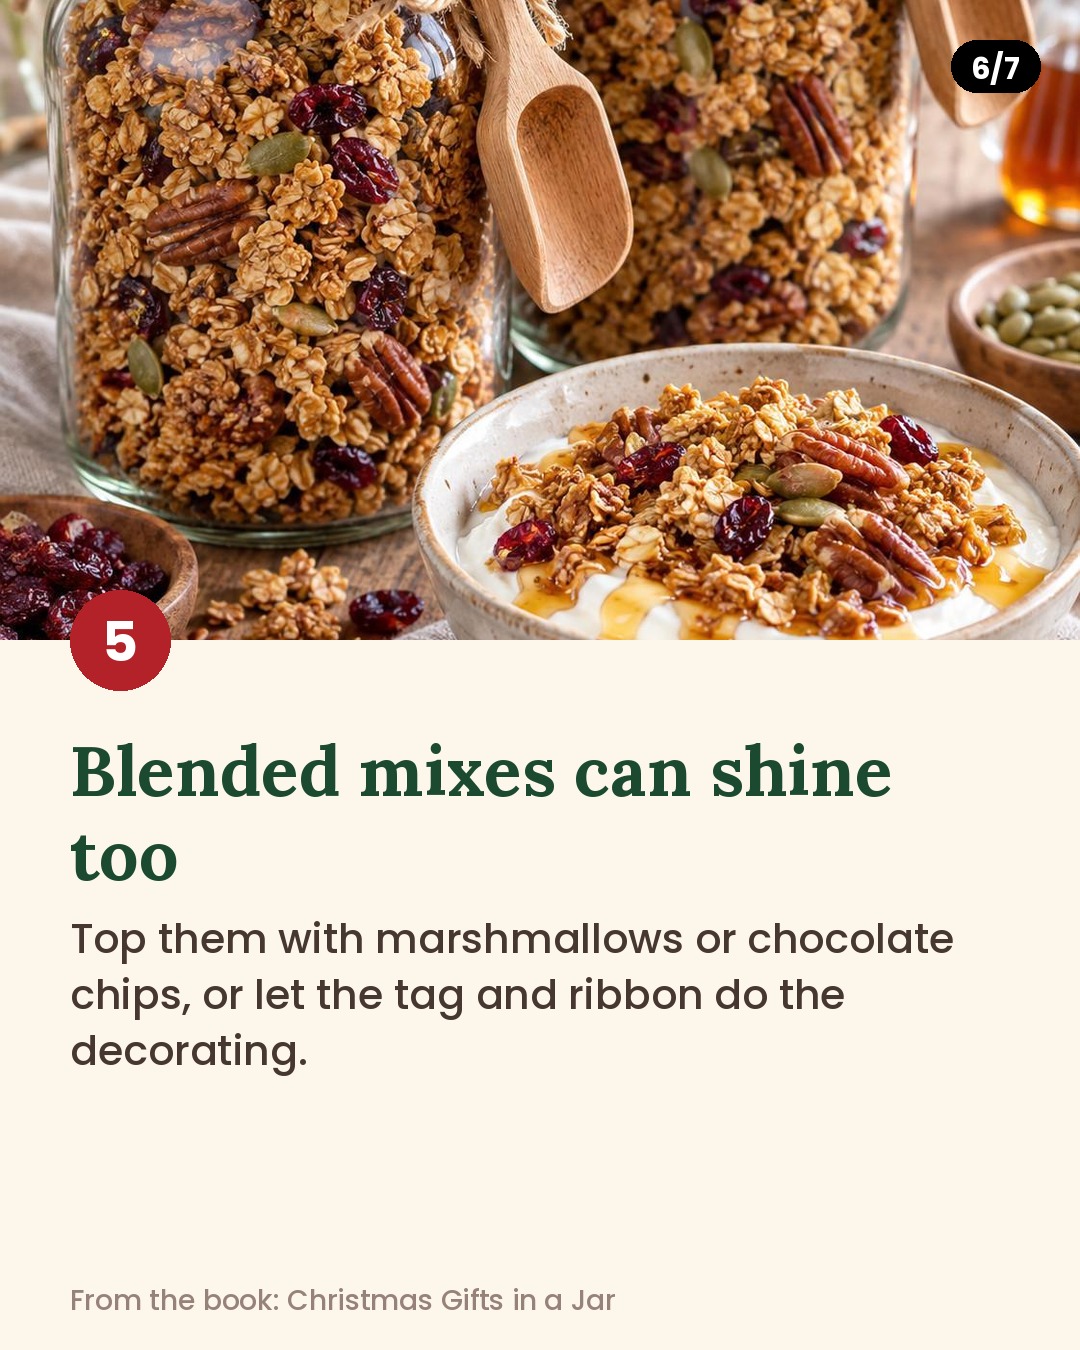 6/7
5
Blended mixes can shine
too
Top them with marshmallows or chocolate
chips, or let the tag and ribbon do the
decorating.
From the book: Christmas Gifts in a Jar